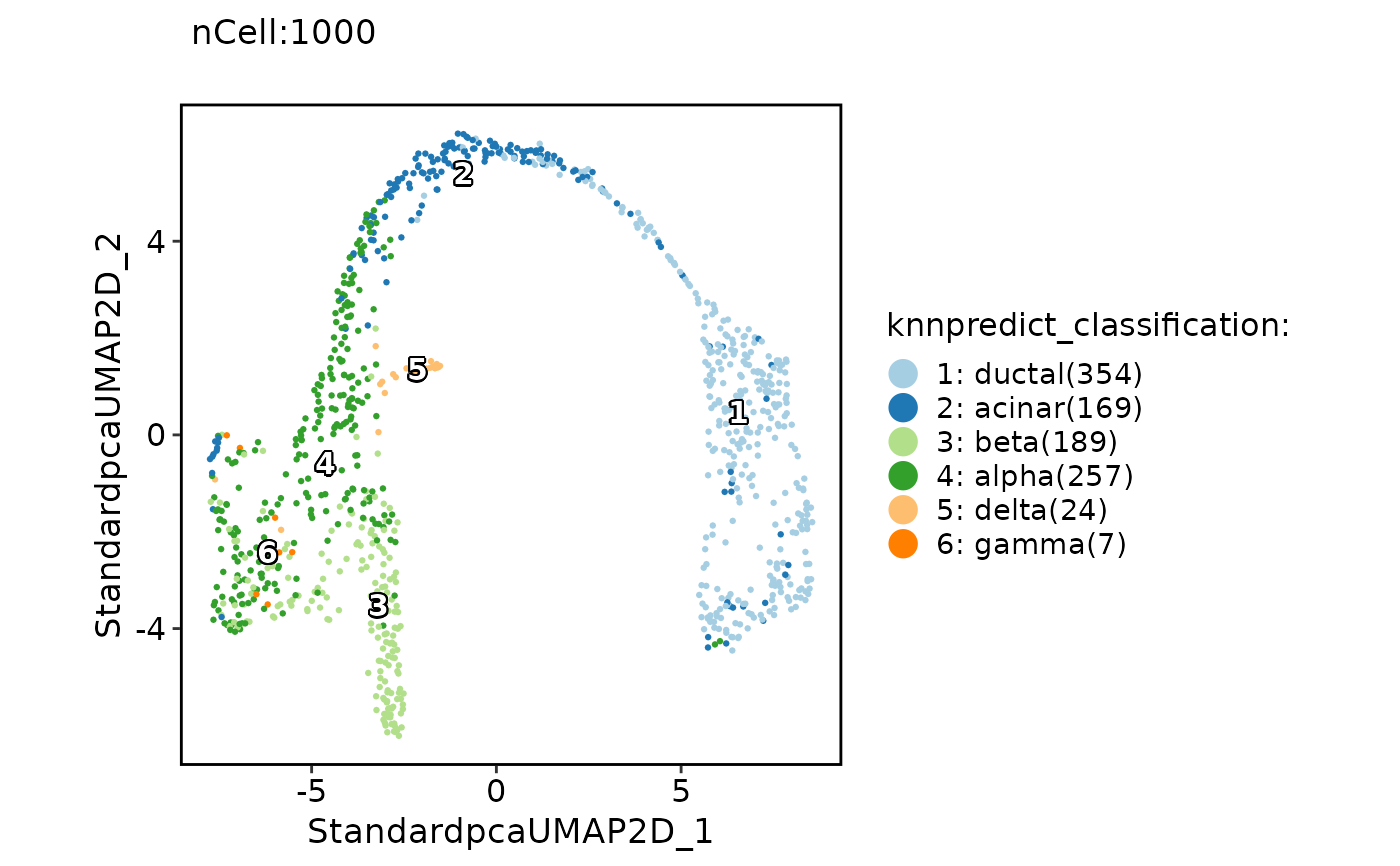 nCell:1000
StandardpcaUMAP2D_2
4
0
-4
-5
0
5
StandardpcaUMAP2D_1
2
5
1
4
6
3
knnpredict_classification:
1: ductal(354)
2: acinar(169)
3: beta(189)
4: alpha(257)
5: delta(24)
6: gamma(7)